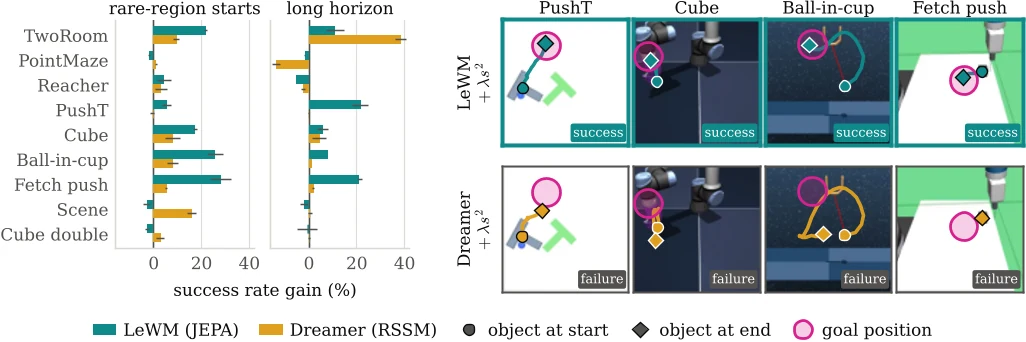 rare-region starts
long horizon
TwoRoom
PointMaze
Reacher
PushT
Cube
Ball-in-cup
Fetch push
Scene
Cube double
0 20 40
0 20 40
success rate gain (%)
PushT
Cube
Ball-in-cup
Fetch push
LeWM
+ λs²
success
success
success
success
Dreamer
+ λs²
failure
failure
failure
failure
LeWM (JEPA)
Dreamer (RSSM)
object at start
object at end
goal position